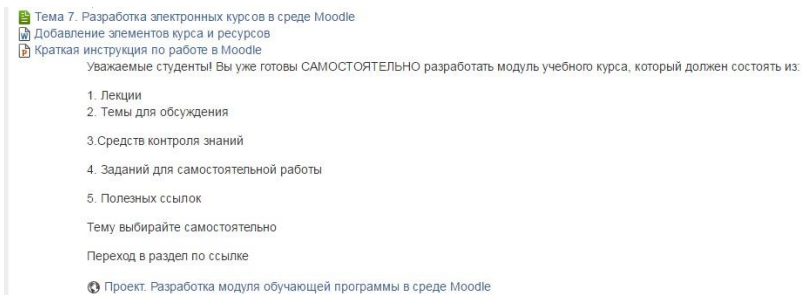 Тема 7. Разработка электронных курсов в среде Moodle
Добавление элементов курса и ресурсов
Краткая инструкция по работе в Moodle
Уважаемые студенты! Вы уже готовы САМОСТОЯТЕЛЬНО разработать модуль учебного курса, который должен состоять из:
1. Лекции
2. Темы для обсуждения
3.Средств контроля знаний
4. Заданий для самостоятельной работы
5. Полезных ссылок
Тему выбирайте самостоятельно
Переход в раздел по ссылке
Проект. Разработка модуля обучающей программы в среде Moodle